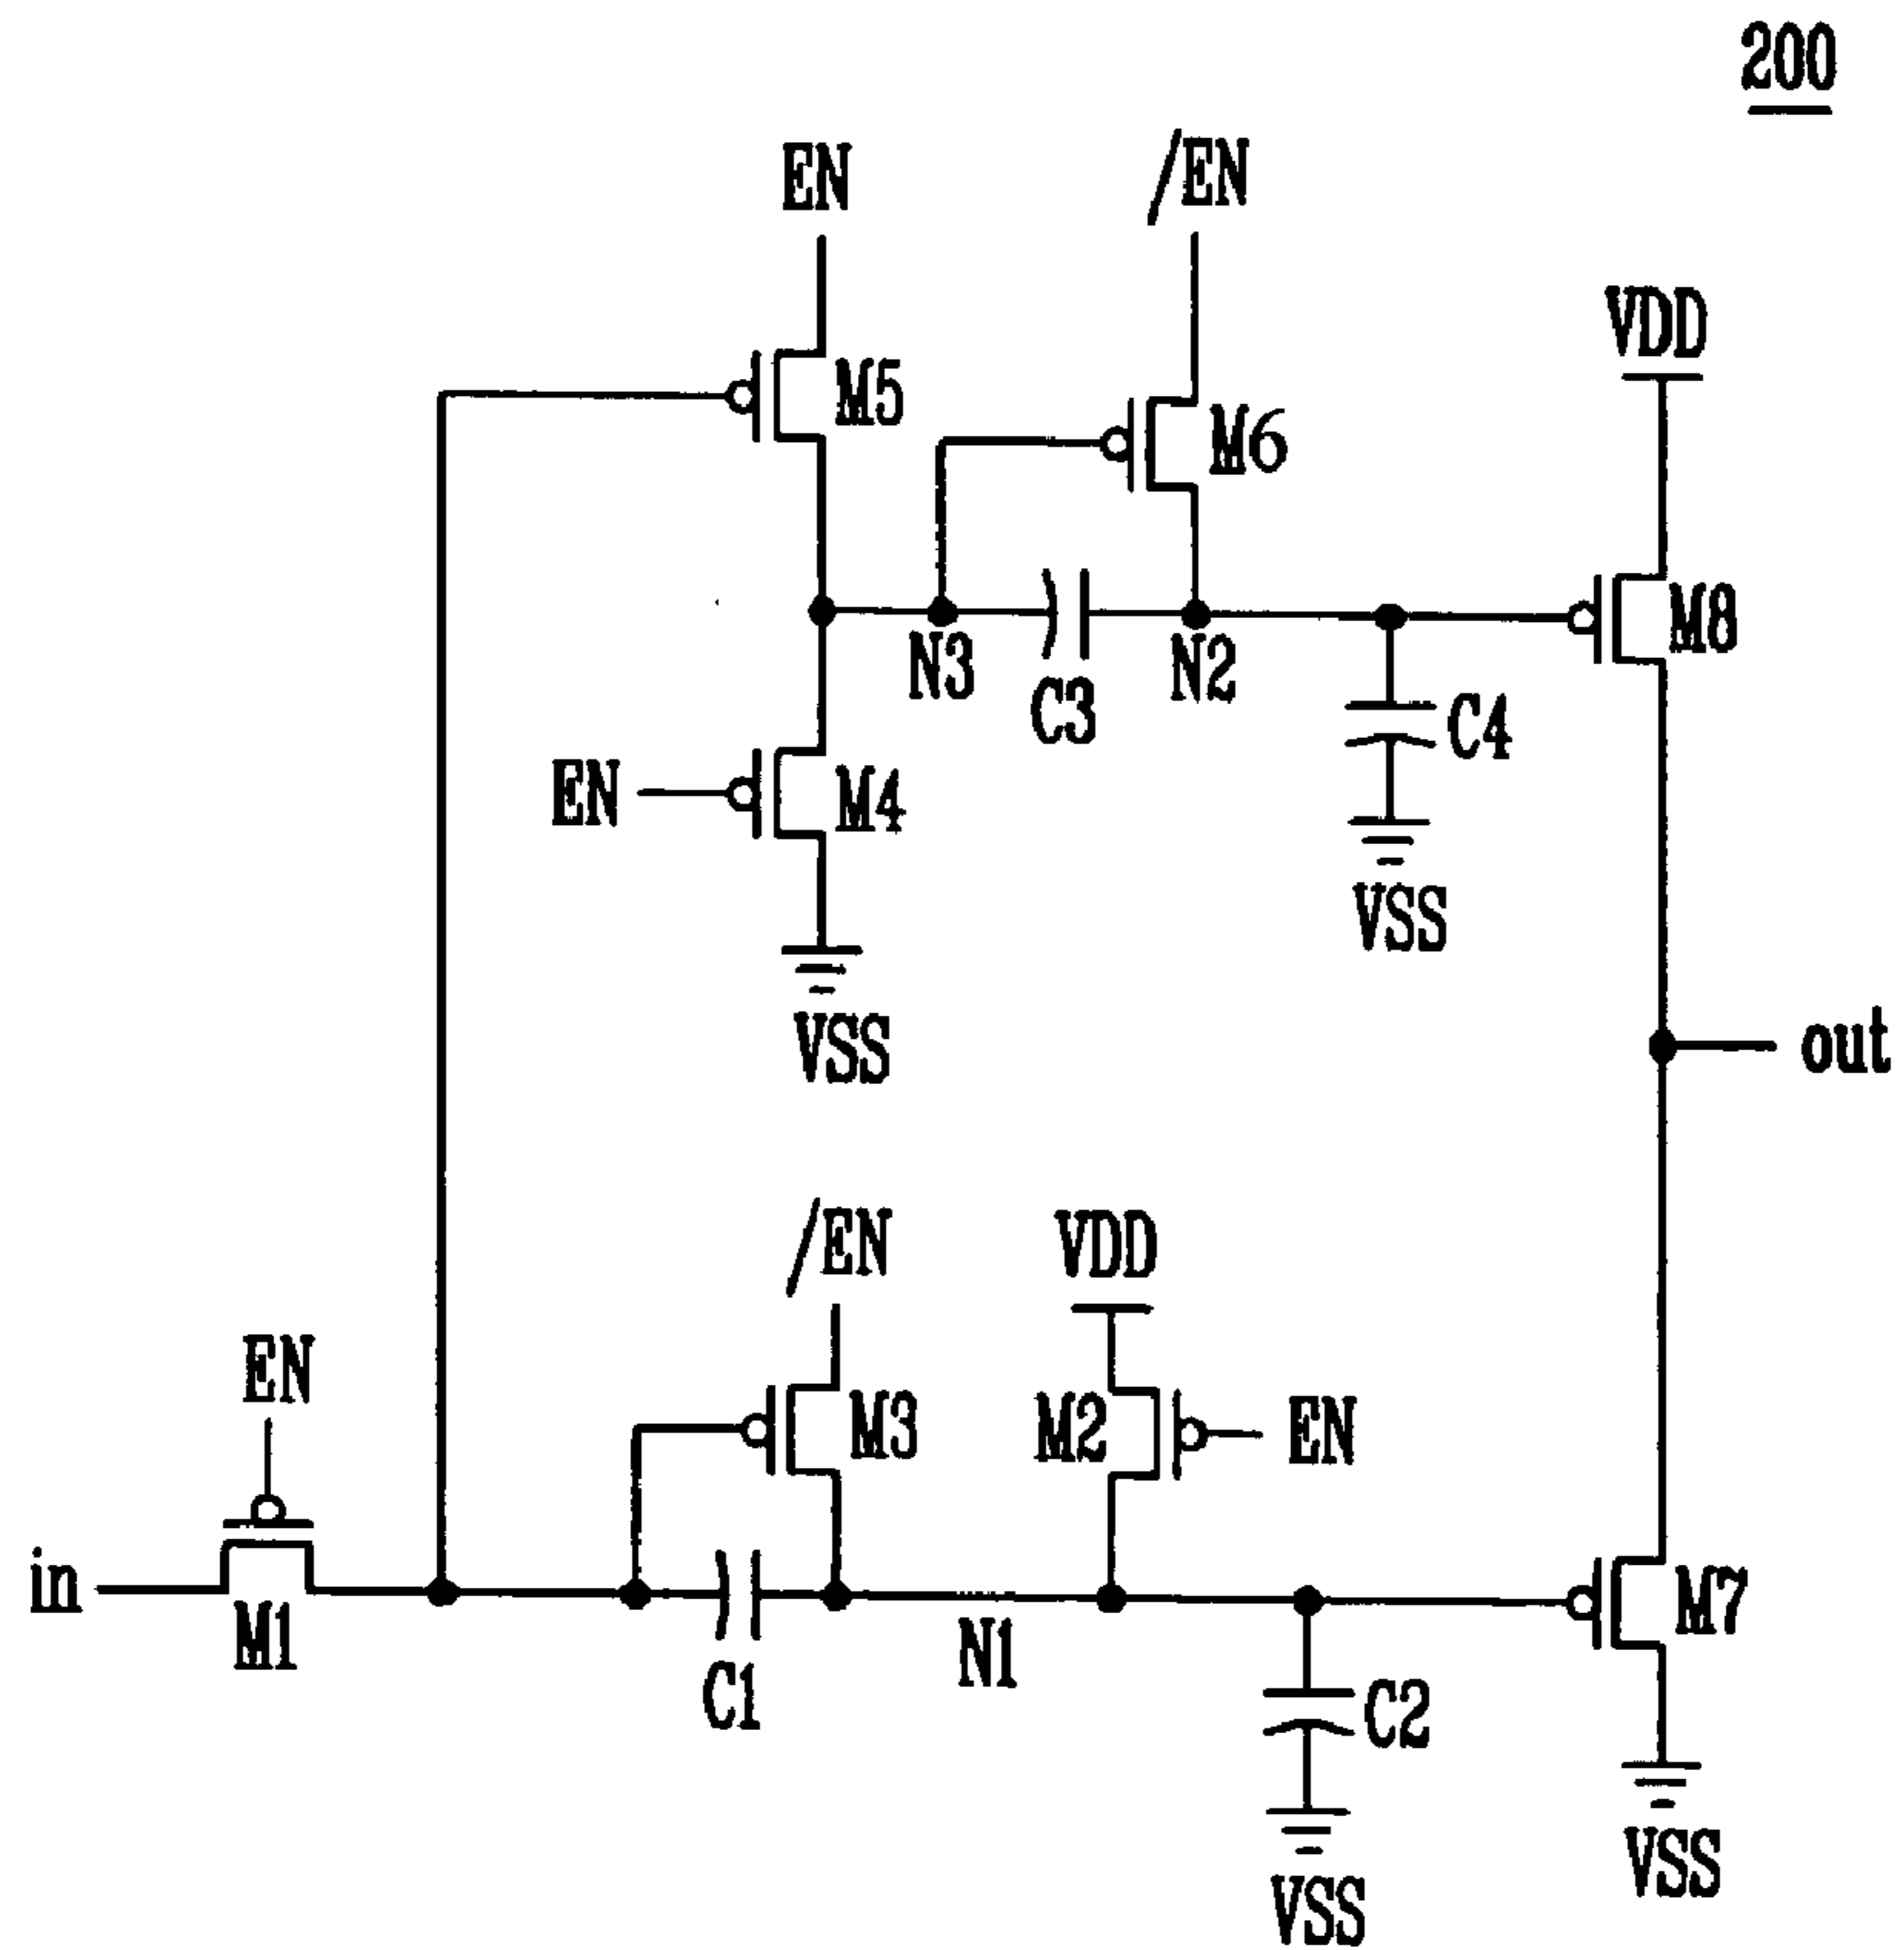 200
EN
/EN
VDD
M5
M6
M8
N3
N2
C3
C4
EN
M4
VSS
VSS
out
/EN
VDD
EN
M3
M2
EN
in
M1
N1
M7
C1
C2
VSS
VSS